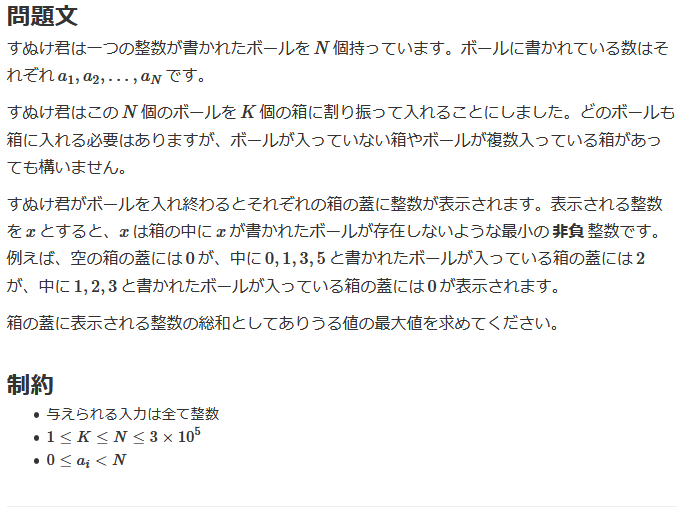 問題文
すぬけ君は一つの整数が書かれたボールを N 個持っています。ボールに書かれている数はそ
れぞれ a₁, a₂, …, a_N です。
すぬけ君はこの N 個のボールを K 個の箱に割り振って入れることにしました。どのボールも
箱に入れる必要はありますが、ボールが入っていない箱やボールが複数入っている箱があっ
ても構いません。
すぬけ君がボールを入れ終わるとそれぞれの箱の蓋に整数が表示されます。表示される整数
を x とすると、x は箱の中に x が書かれたボールが存在しないような最小の 非負 整数です。
例えば、空の箱の蓋には 0 が、中に 0, 1, 3, 5 と書かれたボールが入っている箱の蓋には 2
が、中に 1, 2, 3 と書かれたボールが入っている箱の蓋には 0 が表示されます。
箱の蓋に表示される整数の総和としてありうる値の最大値を求めてください。
制約
• 与えられる入力は全て整数
• 1 ≤ K ≤ N ≤ 3 × 10⁵
• 0 ≤ aᵢ < N